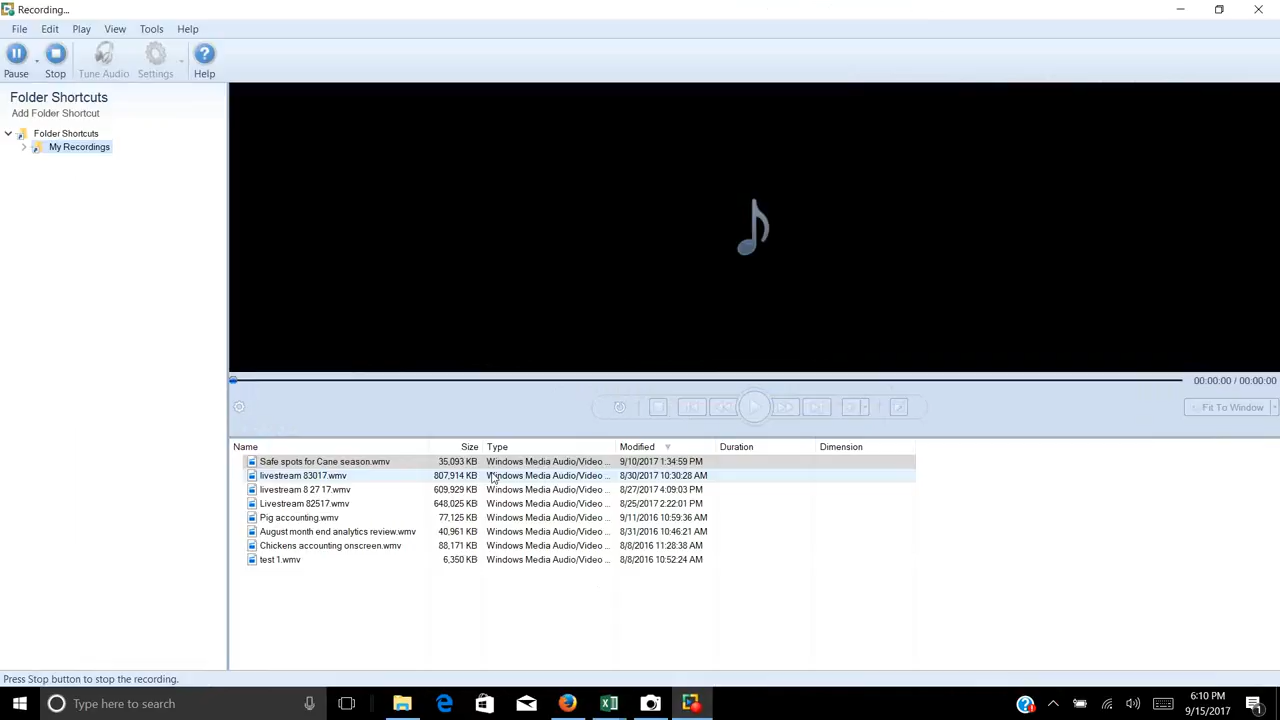 Recording...
File Edit Play View Tools Help
Pause Stop Tune Audio Settings Help
Folder Shortcuts
Add Folder Shortcut
Folder Shortcuts
My Recordings
00:00:00 / 00:00:00
Fit To Window
Name Size Type Modified Duration Dimension
Safe spots for Cane season.wmv 35,093 KB Windows Media Audio/Video ... 9/10/2017 1:34:59 PM
livestream 83017.wmv 807,914 KB Windows Media Audio/Video ... 8/30/2017 10:30:28 AM
livestream 8 27 17.wmv 609,929 KB Windows Media Audio/Video ... 8/27/2017 4:09:03 PM
Livestream 82517.wmv 648,025 KB Windows Media Audio/Video ... 8/25/2017 2:22:01 PM
Pig accounting.wmv 77,125 KB Windows Media Audio/Video ... 9/11/2016 10:59:36 AM
August month end analytics review.wmv 40,961 KB Windows Media Audio/Video ... 8/31/2016 10:46:21 AM
Chickens accounting onscreen.wmv 88,171 KB Windows Media Audio/Video ... 8/8/2016 11:28:38 AM
test 1.wmv 6,350 KB Windows Media Audio/Video ... 8/8/2016 10:52:24 AM
Press Stop button to stop the recording.
Type here to search
6:10 PM
9/15/2017